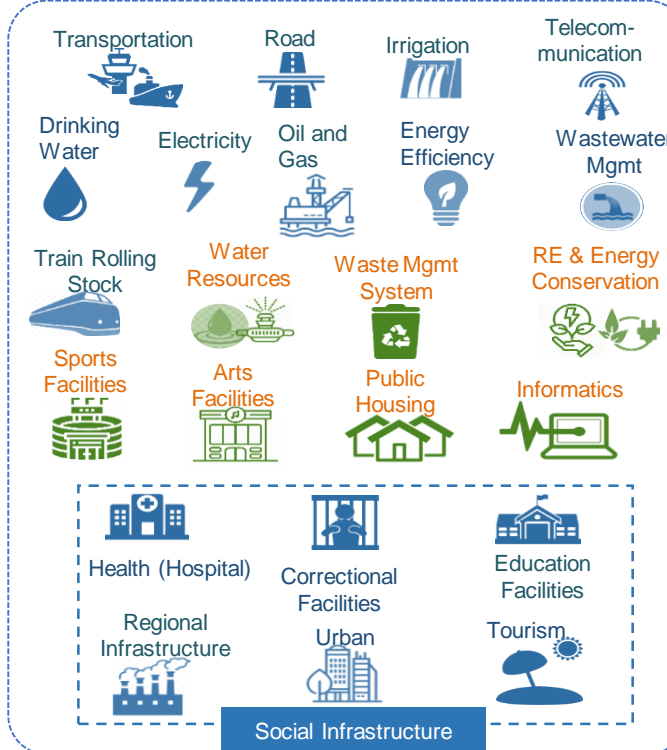 Transportation
Road
Irrigation
Telecom-
munication
Drinking
Water
Electricity
Oil and
Gas
Energy
Efficiency
Wastewater
Mgmt
Train Rolling
Stock
Water
Resources
Waste Mgmt
System
RE & Energy
Conservation
Sports
Facilities
Arts
Facilities
Public
Housing
Informatics
Health (Hospital)
Correctional
Facilities
Education
Facilities
Regional
Infrastructure
Urban
Tourism
Social Infrastructure